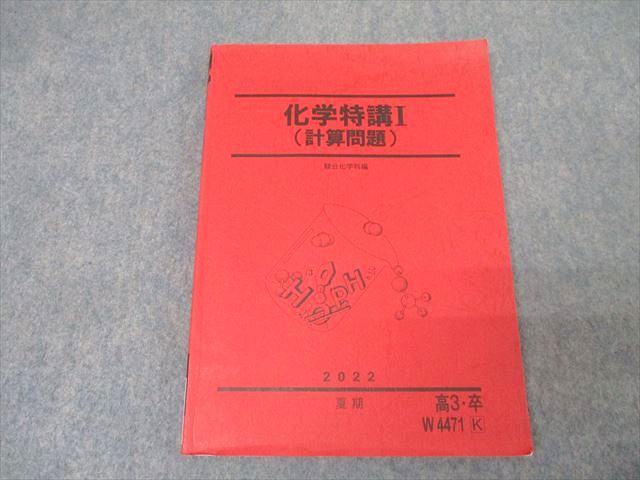 化学特講Ⅰ
(計算問題)
駿台化学科編
2022
夏期
高3・卒
W4471 K